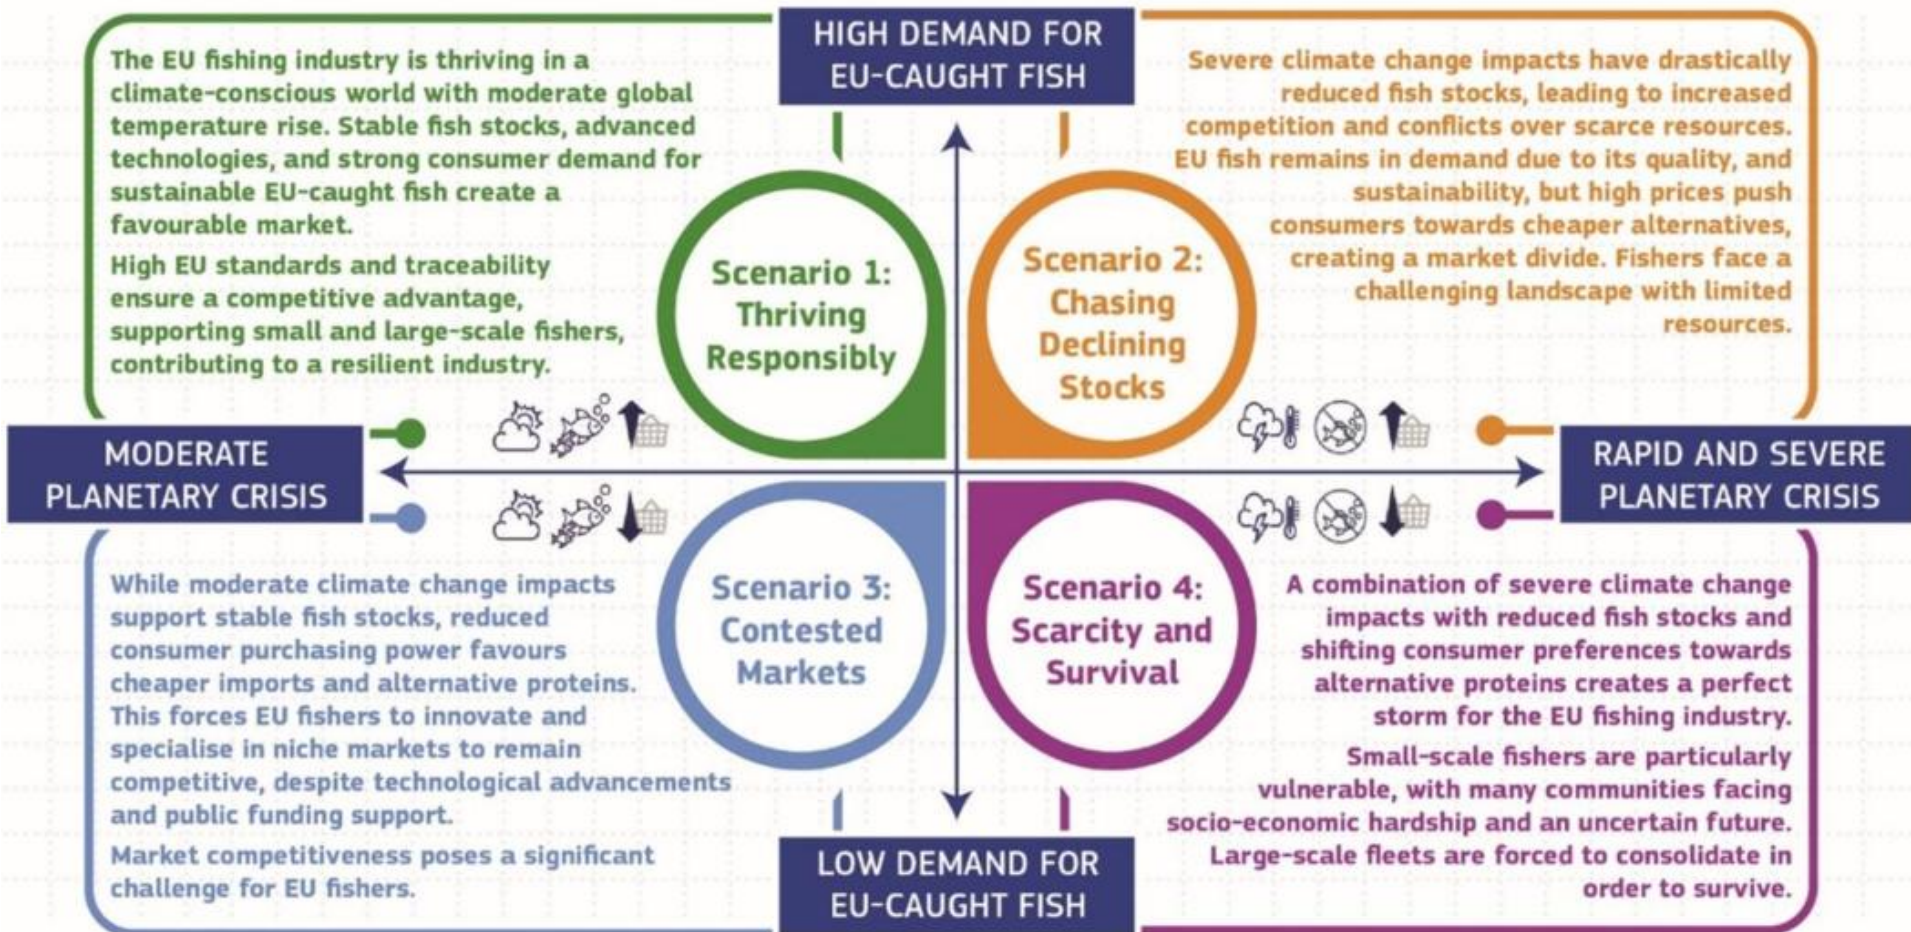 HIGH DEMAND FOR
EU-CAUGHT FISH
The EU fishing industry is thriving in a
climate-conscious world with moderate global
temperature rise. Stable fish stocks, advanced
technologies, and strong consumer demand for
sustainable EU-caught fish create a
favourable market.
High EU standards and traceability
ensure a competitive advantage,
supporting small and large-scale fishers,
contributing to a resilient industry.
Scenario 1:
Thriving
Responsibly
Scenario 2:
Chasing
Declining
Stocks
Severe climate change impacts have drastically
reduced fish stocks, leading to increased
competition and conflicts over scarce resources.
EU fish remains in demand due to its quality, and
sustainability, but high prices push
consumers towards cheaper alternatives,
creating a market divide. Fishers face a
challenging landscape with limited
resources.
MODERATE
PLANETARY CRISIS
RAPID AND SEVERE
PLANETARY CRISIS
While moderate climate change impacts
support stable fish stocks, reduced
consumer purchasing power favours
cheaper imports and alternative proteins.
This forces EU fishers to innovate and
specialise in niche markets to remain
competitive, despite technological advancements
and public funding support.
Market competitiveness poses a significant
challenge for EU fishers.
Scenario 3:
Contested
Markets
Scenario 4:
Scarcity and
Survival
A combination of severe climate change
impacts with reduced fish stocks and
shifting consumer preferences towards
alternative proteins creates a perfect
storm for the EU fishing industry.
Small-scale fishers are particularly
vulnerable, with many communities facing
socio-economic hardship and an uncertain future.
Large-scale fleets are forced to consolidate in
order to survive.
LOW DEMAND FOR
EU-CAUGHT FISH